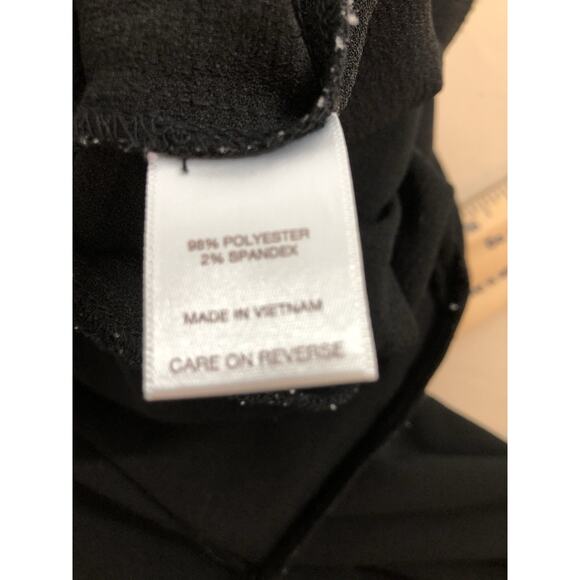 98% POLYESTER
2% SPANDEX
MADE IN VIETNAM
CARE ON REVERSE